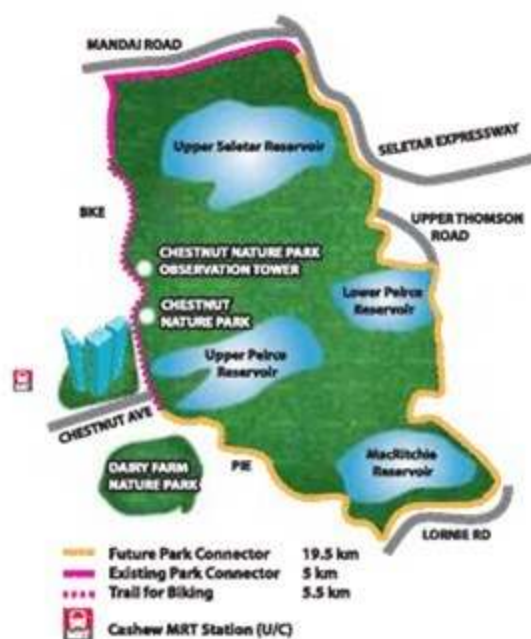 MANDAI ROAD
Upper Seletar Reservoir
SELETAR EXPRESSWAY
BKE
UPPER THOMSON
ROAD
CHESTNUT NATURE PARK
OBSERVATION TOWER
CHESTNUT
NATURE PARK
Lower Peirce
Reservoir
Upper Peirce
Reservoir
CHESTNUT AVE
DAIRY FARM
NATURE PARK
PIE
MacRitchie
Reservoir
LORNIE RD
Future Park Connector 19.5 km
Existing Park Connector 5 km
Trail for Biking 5.5 km
Cashew MRT Station (U/C)